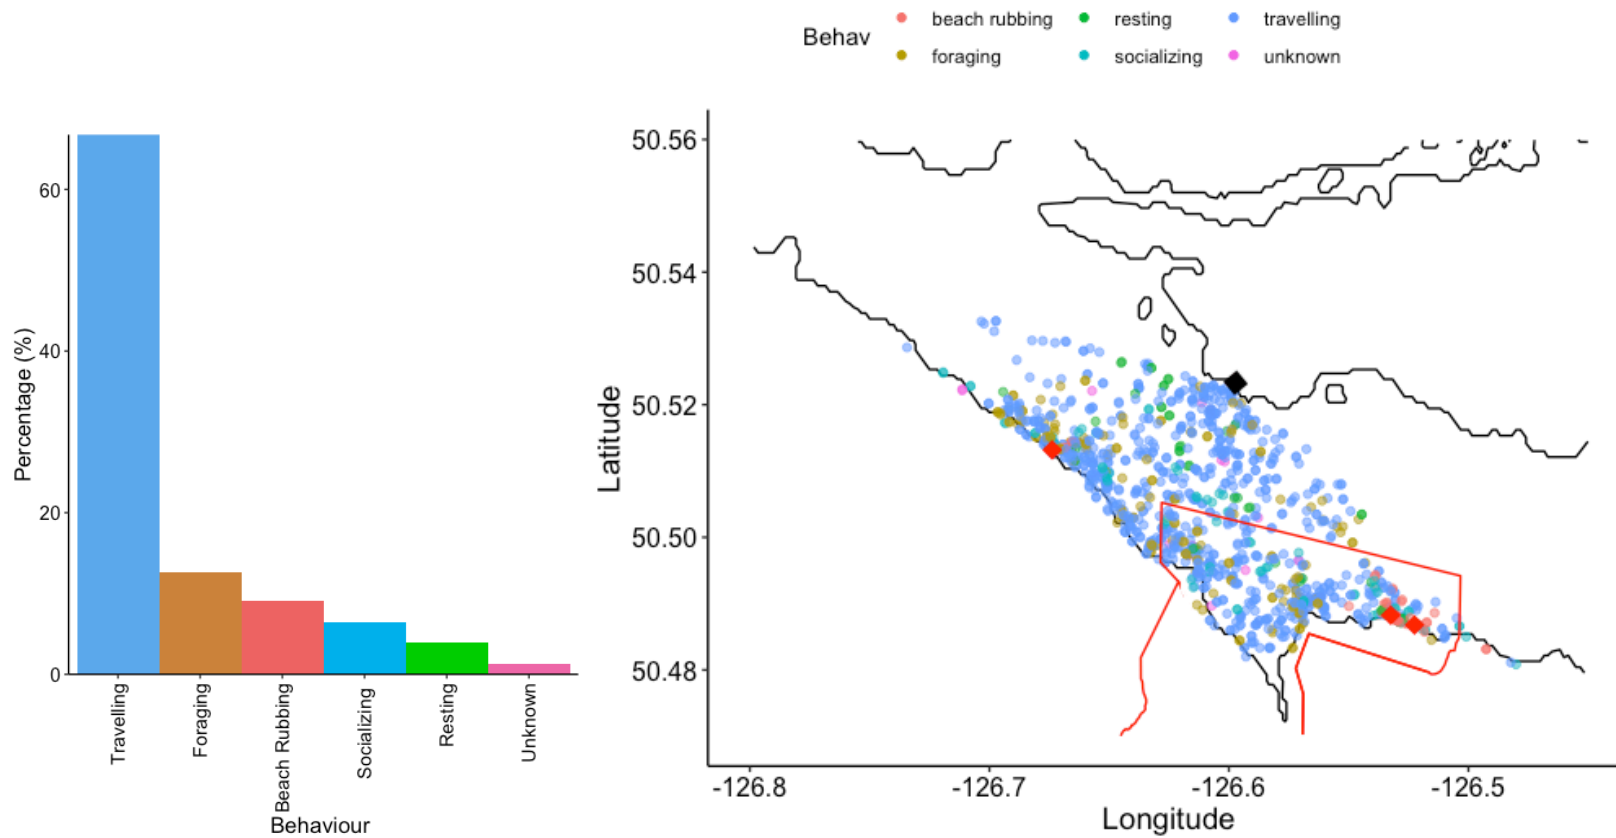 Percentage (%)
60
40
20
0
Travelling
Foraging
Beach Rubbing
Socializing
Resting
Unknown
Behaviour
Behav
beach rubbing
resting
travelling
foraging
socializing
unknown
Latitude
50.56
50.54
50.52
50.50
50.48
-126.8
-126.7
-126.6
-126.5
Longitude